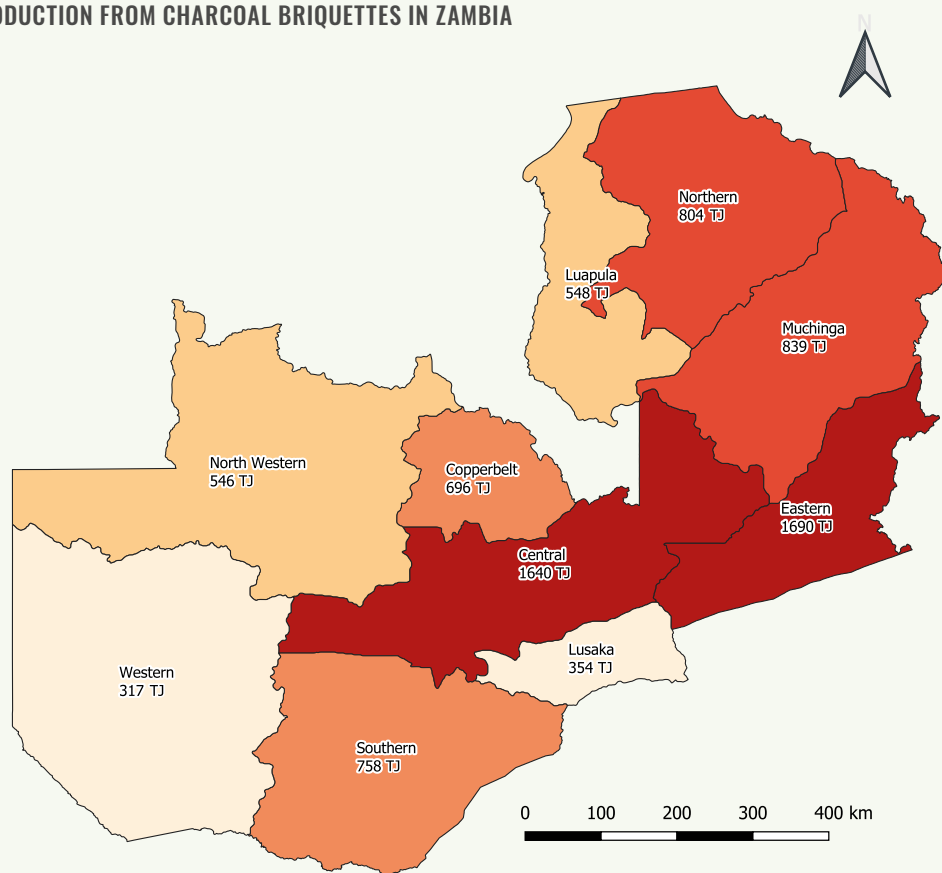 FROM CHARCOAL BRIQUETTES IN ZAMBIA
N
Northern
804 TJ
Luapula
548 TJ
Muchinga
839 TJ
North Western
546 TJ
Copperbelt
696 TJ
Eastern
1690 TJ
Central
1640 TJ
Lusaka
354 TJ
Western
317 TJ
Southern
758 TJ
0 100 200 300 400 km